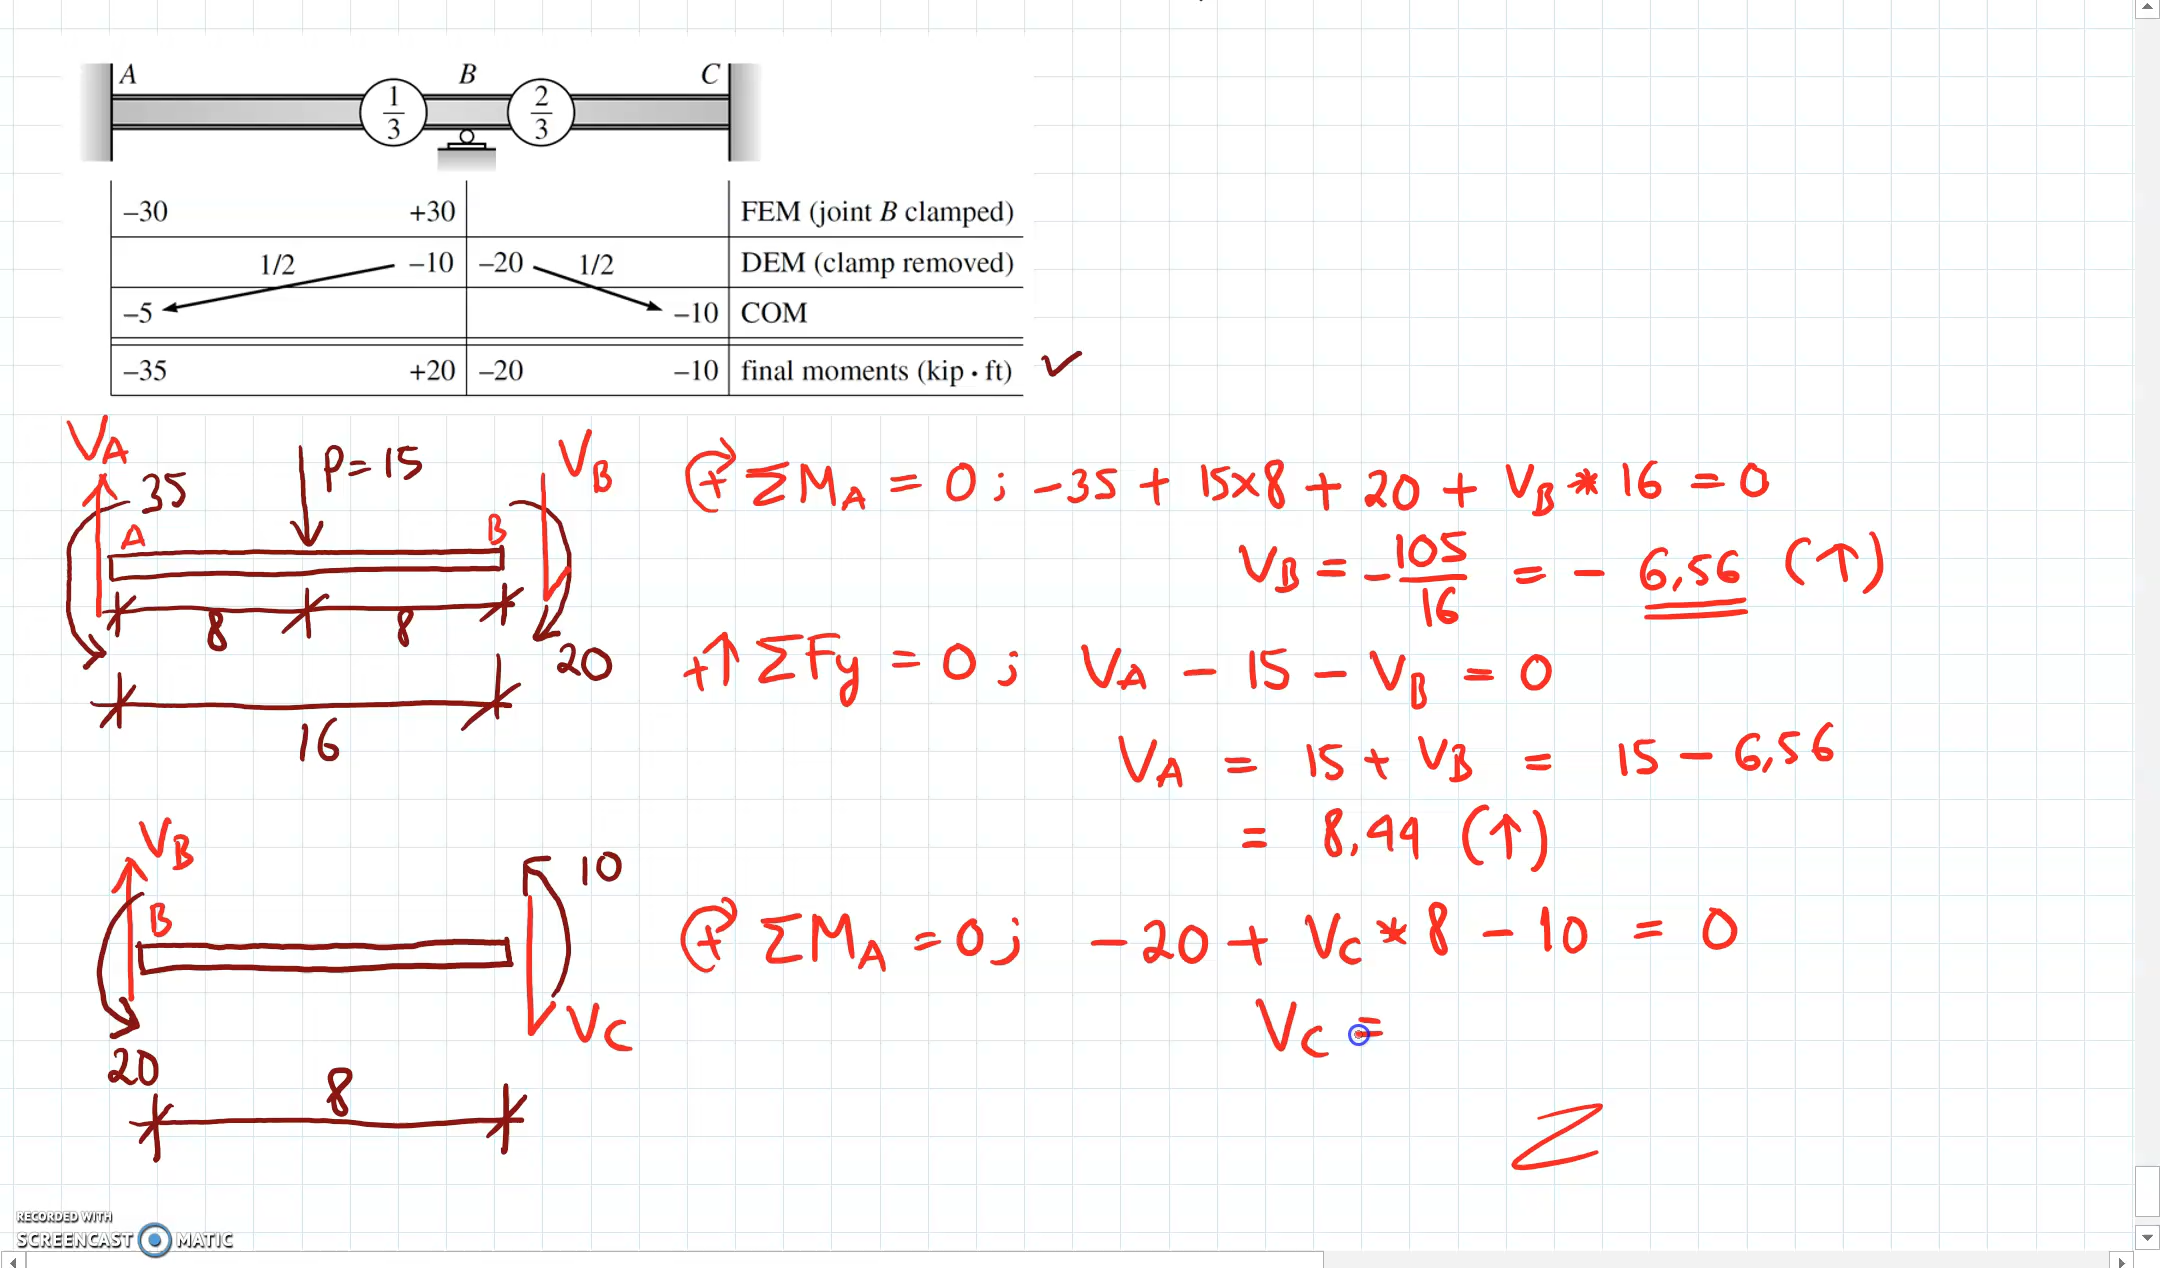 A B C
1/3 2/3
–30 +30 FEM (joint B clamped)
1/2 –10 –20 1/2 DEM (clamp removed)
–5 –10 COM
–35 +20 –20 –10 final moments (kip • ft) ✓
VA 35 P=15 VB
A B
8 8
20
16
(+ ΣMA = 0 ; -35 + 15x8 + 20 + VB * 16 = 0
VB = -105/16 = - 6,56 (↑)
+↑ ΣFy = 0 ; VA - 15 - VB = 0
VA = 15 + VB = 15 - 6,56
= 8,44 (↑)
VB 10
B
VC
20
8
(+ ΣMA = 0 ; -20 + VC * 8 - 10 = 0
VC =
RECORDED WITH
SCREENCAST MATIC